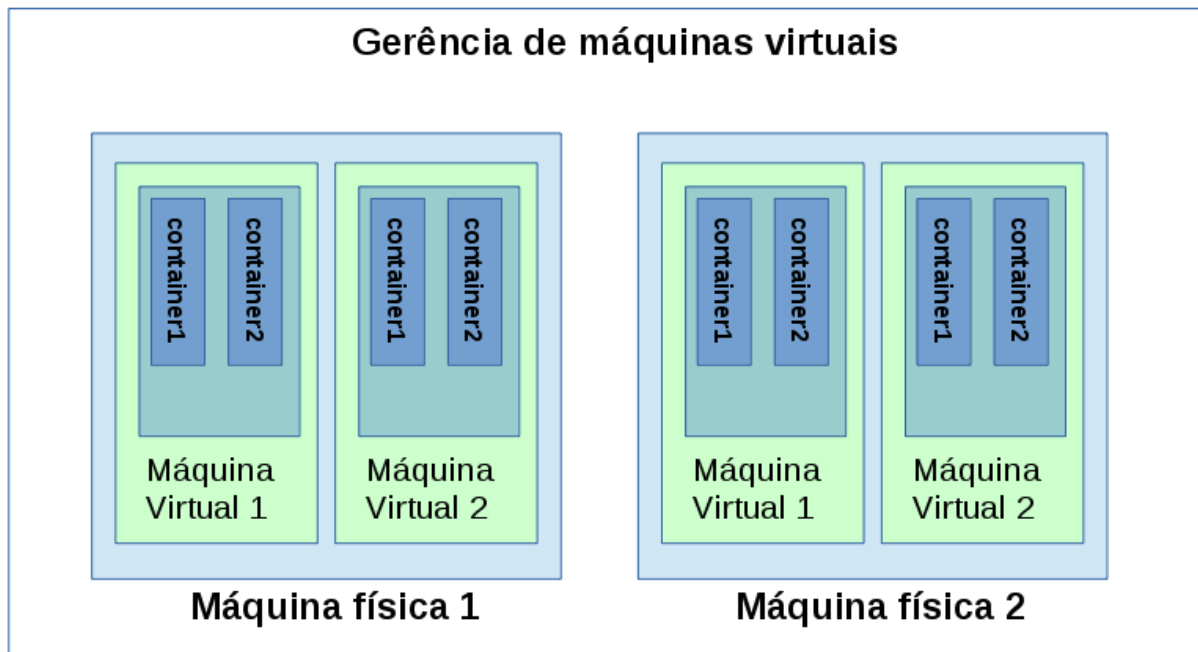 Gerência de máquinas virtuais
container1
container2
container1
container2
container1
container2
container1
container2
Máquina
Virtual 1
Máquina
Virtual 2
Máquina
Virtual 1
Máquina
Virtual 2
Máquina física 1
Máquina física 2